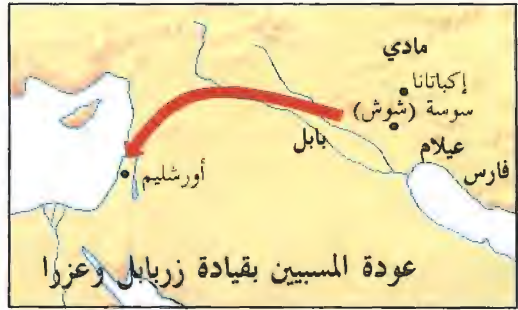 مادي
إكباتانا
سوسة (شوش)
بابل
عيلام
فارس
أورشليم
عودة المسبيين بقيادة زربابل وعزرا